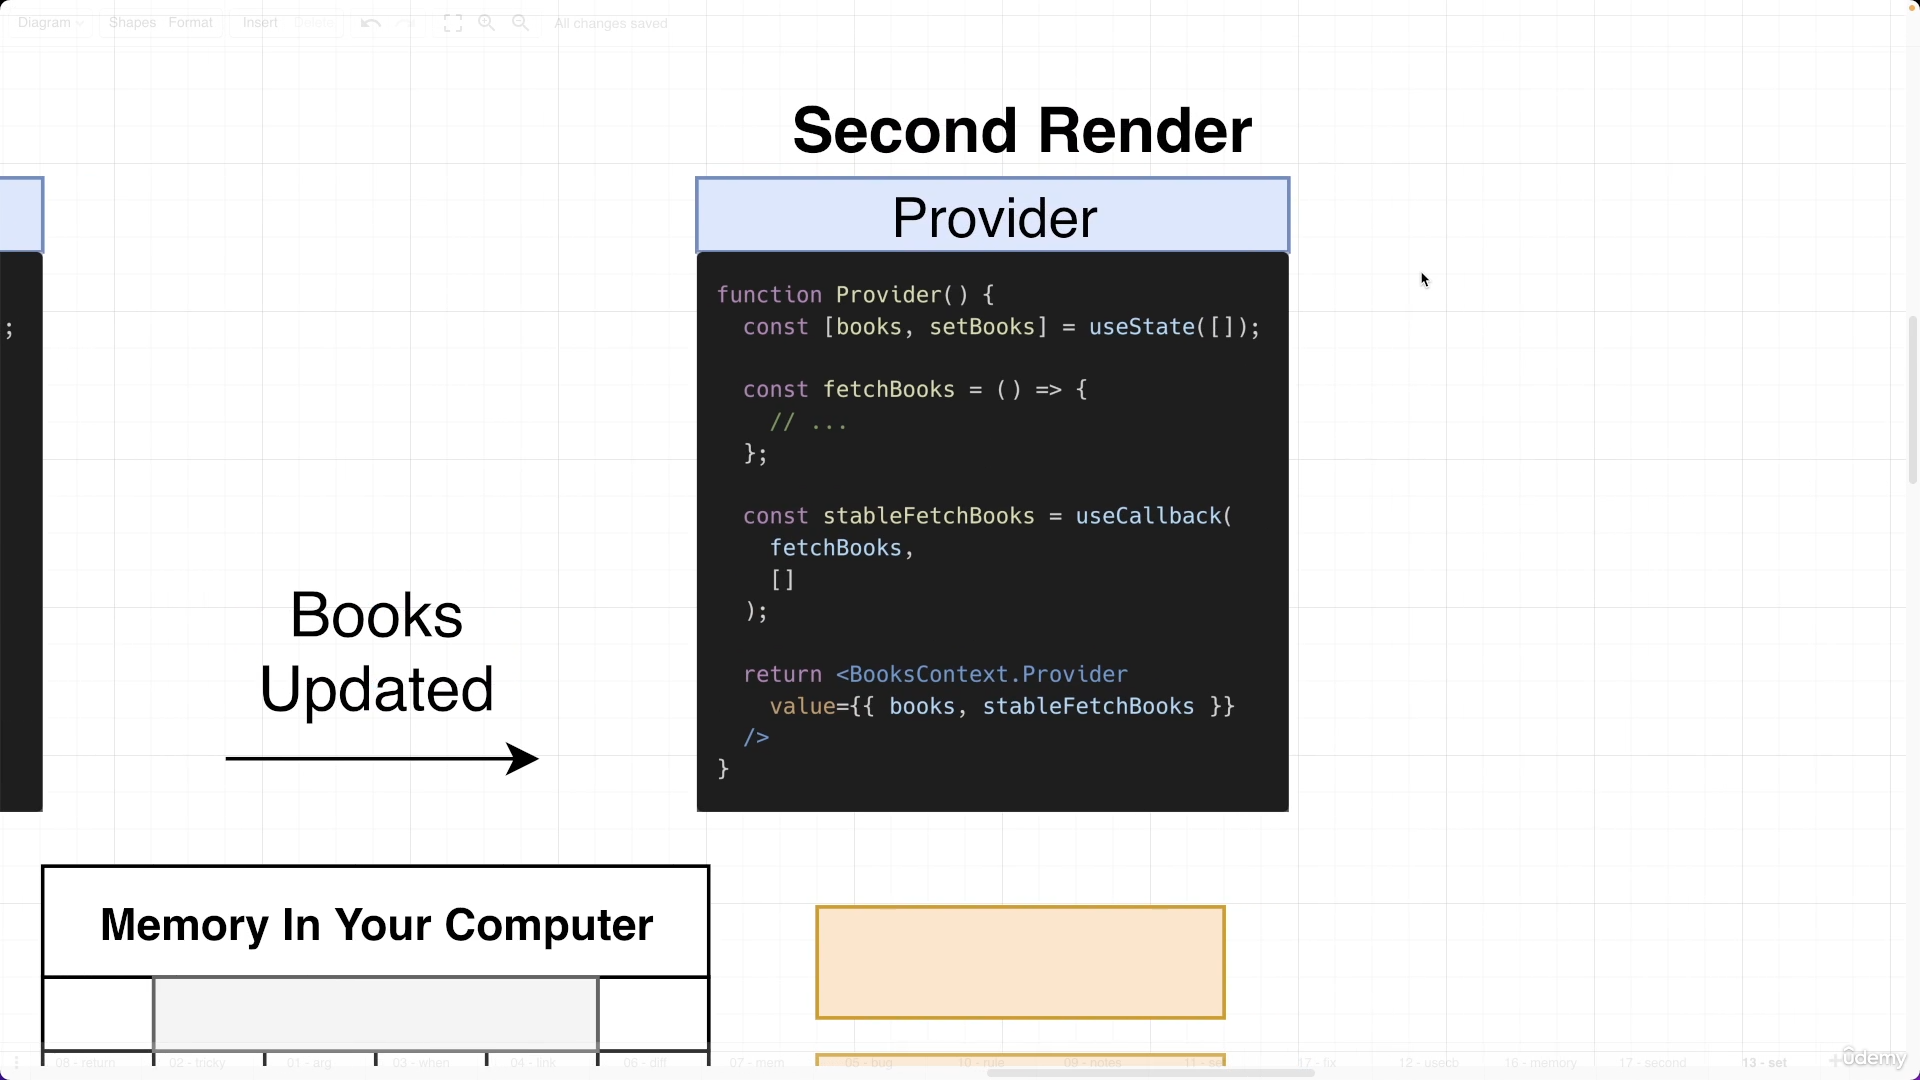 Diagram
Shapes
Format
Insert
Delete
All changes saved
Second Render
Provider
;
function Provider() {
const [books, setBooks] = useState([]);
const fetchBooks = () => {
// ...
};
const stableFetchBooks = useCallback(
fetchBooks,
[]
);
return <BooksContext.Provider
value={{ books, stableFetchBooks }}
/>
}
Books
Updated
Memory In Your Computer
08 - return
02 - tricky
01 - arg
03 - when
04 - link
06 - diff
07 - mem
05 - bug
10 - rule
09 - notes
11 - se
17 - fix
12 - usecb
16 - memory
17 - second
13 - set
ûdemy